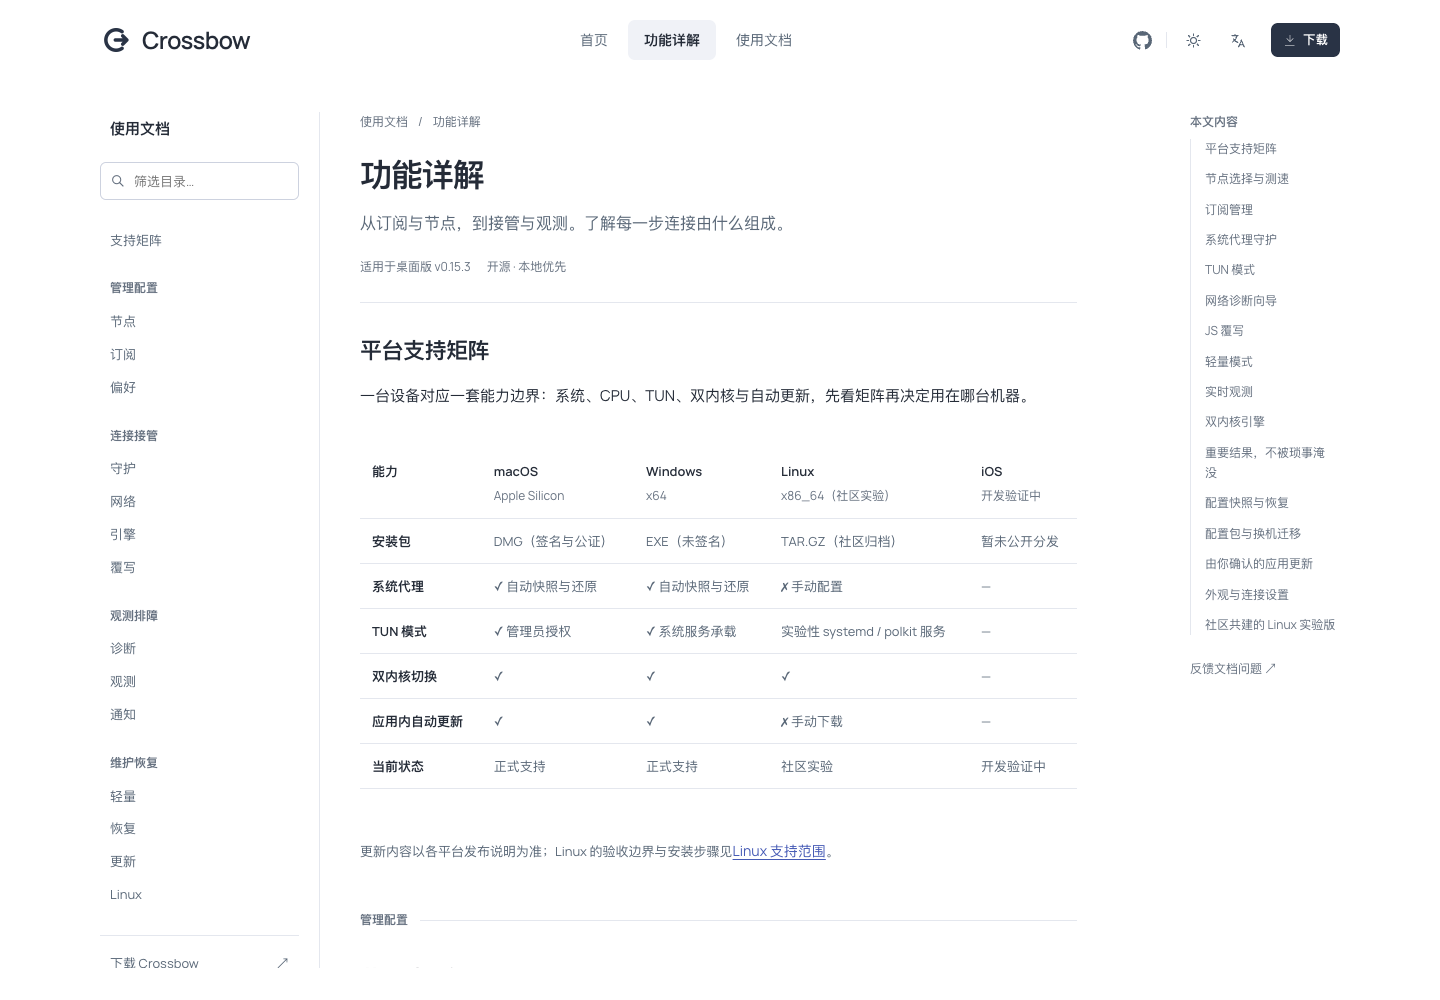 Crossbow
首页
功能详解
使用文档
下载
使用文档
筛选目录...
支持矩阵
管理配置
节点
订阅
偏好
连接接管
守护
网络
引擎
覆写
观测排障
诊断
观测
通知
维护恢复
轻量
恢复
更新
Linux
下载 Crossbow ↗
使用文档 / 功能详解
功能详解
从订阅与节点，到接管与观测。了解每一步连接由什么组成。
适用于桌面版 v0.15.3 开源 · 本地优先
平台支持矩阵
一台设备对应一套能力边界：系统、CPU、TUN、双内核与自动更新，先看矩阵再决定用在哪台机器。
能力 macOS Windows Linux iOS
Apple Silicon x64 x86_64（社区实验） 开发验证中
安装包 DMG（签名与公证） EXE（未签名） TAR.GZ（社区归档） 暂未公开分发
系统代理 ✓ 自动快照与还原 ✓ 自动快照与还原 ✗ 手动配置 —
TUN 模式 ✓ 管理员授权 ✓ 系统服务承载 实验性 systemd / polkit 服务 —
双内核切换 ✓ ✓ ✓ —
应用内自动更新 ✓ ✓ ✗ 手动下载 —
当前状态 正式支持 正式支持 社区实验 开发验证中
更新内容以各平台发布说明为准；Linux 的验收边界与安装步骤见Linux 支持范围。
管理配置
本文内容
平台支持矩阵
节点选择与测速
订阅管理
系统代理守护
TUN 模式
网络诊断向导
JS 覆写
轻量模式
实时观测
双内核引擎
重要结果，不被琐事淹
没
配置快照与恢复
配置包与换机迁移
由你确认的应用更新
外观与连接设置
社区共建的 Linux 实验版
反馈文档问题 ↗